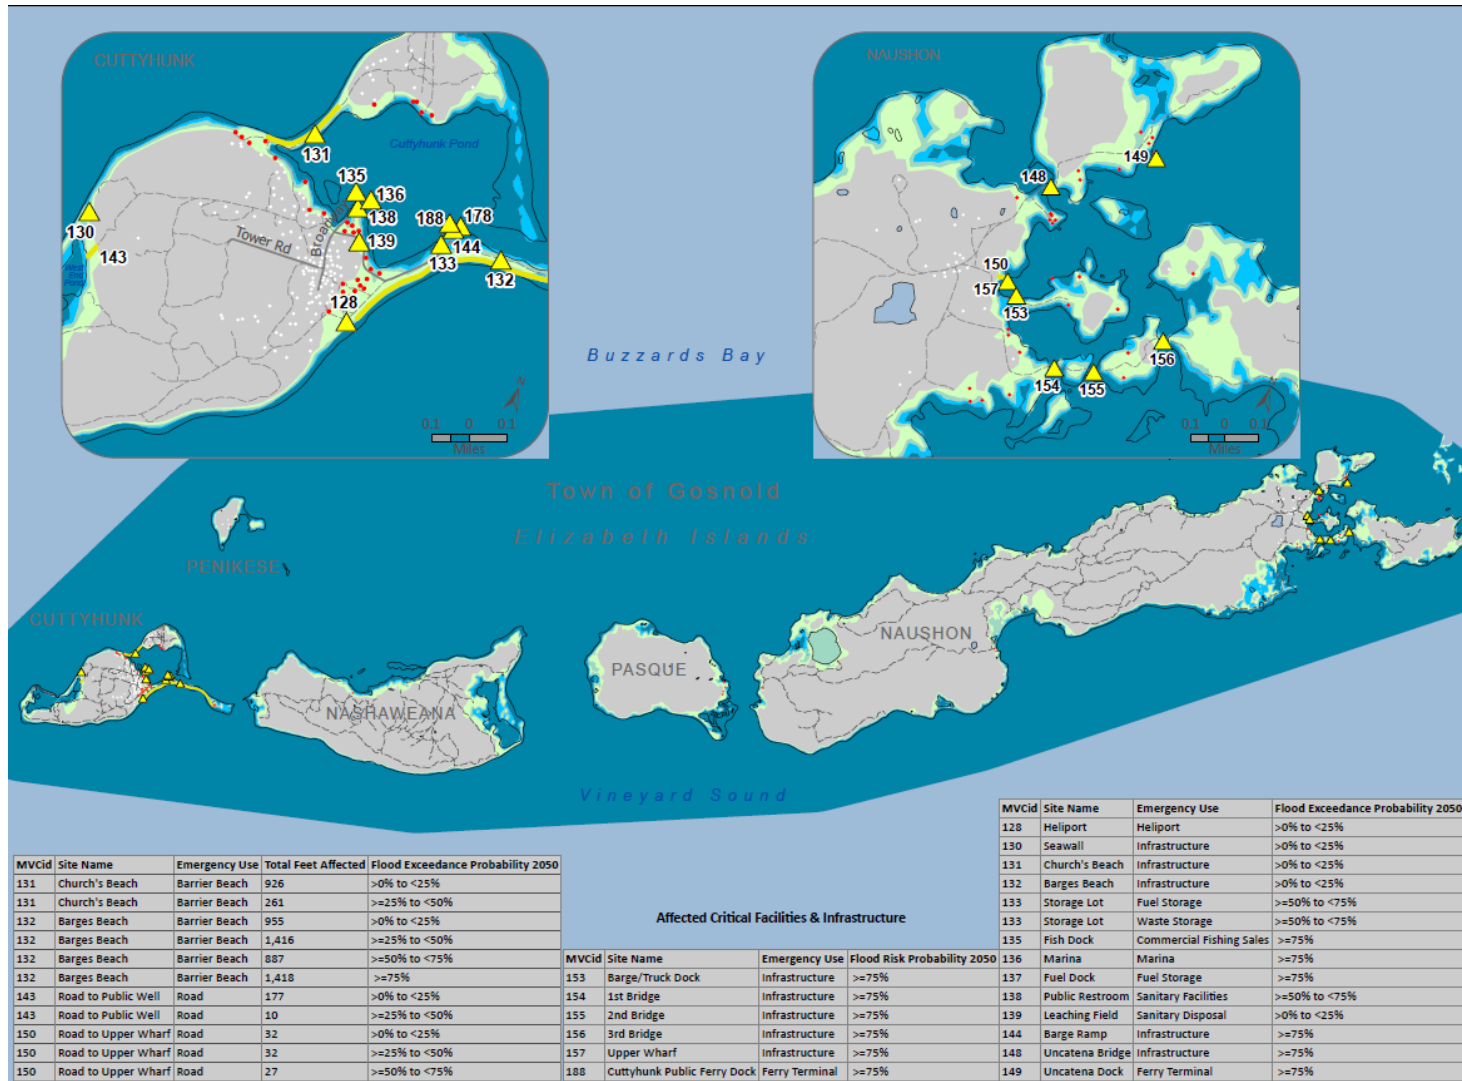 CUTTYHUNK
Cuttyhunk Pond
131
135
136
138
188
178
130
143
Tower Rd
139
144
133
132
128
West End Pond
0.1 0 0.1
Miles
NAUSHON
149
148
150
157
153
156
154
155
0.1 0 0.1
Miles
Buzzards Bay
Town of Gosnold
Elizabeth Islands
PENIKESE
CUTTYHUNK
NASHAWEANA
PASQUE
NAUSHON
Vineyard Sound
MVCid Site Name Emergency Use Total Feet Affected Flood Exceedance Probability 2050
131 Church's Beach Barrier Beach 926 >0% to <25%
131 Church's Beach Barrier Beach 261 >=25% to <50%
132 Barges Beach Barrier Beach 955 >0% to <25%
132 Barges Beach Barrier Beach 1,416 >=25% to <50%
132 Barges Beach Barrier Beach 887 >=50% to <75%
132 Barges Beach Barrier Beach 1,418 >=75%
143 Road to Public Well Road 177 >0% to <25%
143 Road to Public Well Road 10 >=25% to <50%
150 Road to Upper Wharf Road 32 >0% to <25%
150 Road to Upper Wharf Road 32 >=25% to <50%
150 Road to Upper Wharf Road 27 >=50% to <75%
Affected Critical Facilities & Infrastructure
MVCid Site Name Emergency Use Flood Risk Probability 2050
153 Barge/Truck Dock Infrastructure >=75%
154 1st Bridge Infrastructure >=75%
155 2nd Bridge Infrastructure >=75%
156 3rd Bridge Infrastructure >=75%
157 Upper Wharf Infrastructure >=75%
188 Cuttyhunk Public Ferry Dock Ferry Terminal >=75%
MVCid Site Name Emergency Use Flood Exceedance Probability 2050
128 Heliport Heliport >0% to <25%
130 Seawall Infrastructure >0% to <25%
131 Church's Beach Infrastructure >0% to <25%
132 Barges Beach Infrastructure >0% to <25%
133 Storage Lot Fuel Storage >=50% to <75%
133 Storage Lot Waste Storage >=50% to <75%
135 Fish Dock Commercial Fishing Sales >=75%
136 Marina Marina >=75%
137 Fuel Dock Fuel Storage >=75%
138 Public Restroom Sanitary Facilities >=50% to <75%
139 Leaching Field Sanitary Disposal >0% to <25%
144 Barge Ramp Infrastructure >=75%
148 Uncatena Bridge Infrastructure >=75%
149 Uncatena Dock Ferry Terminal >=75%